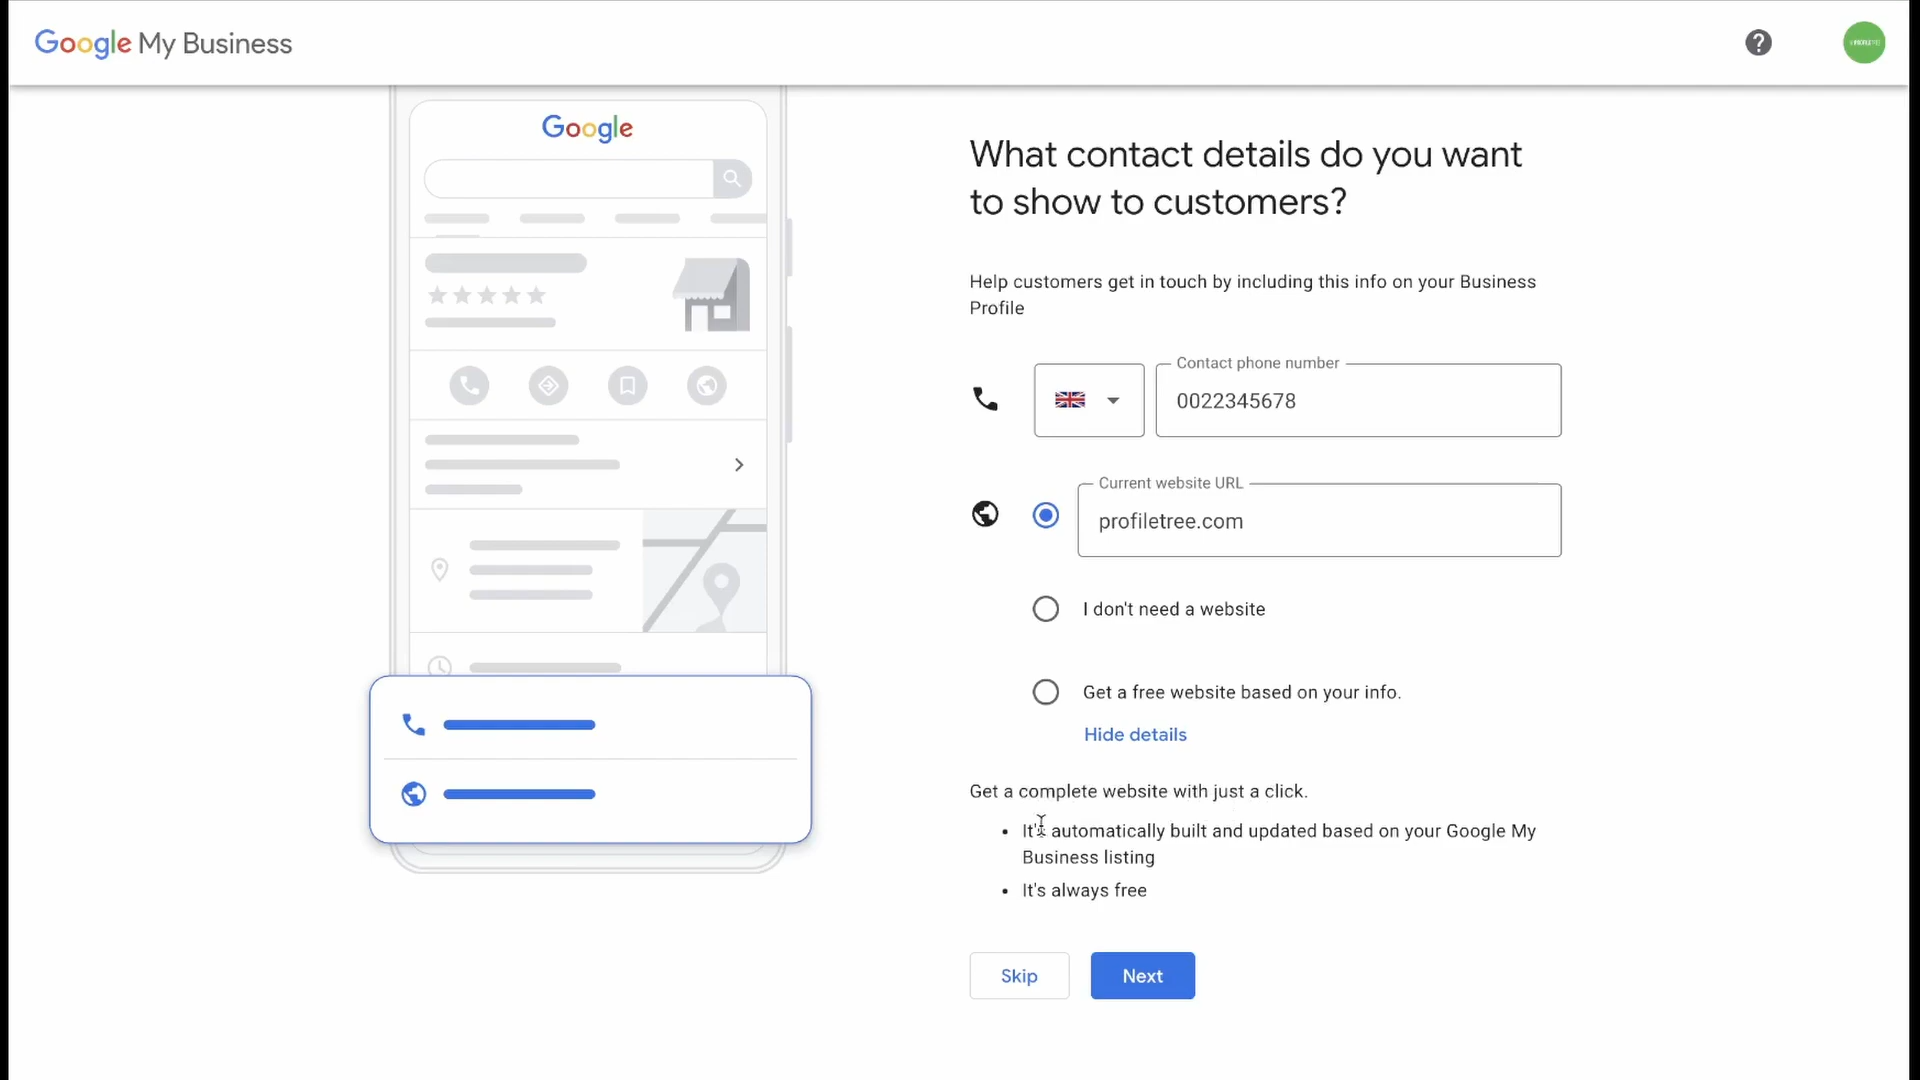 Google My Business
Google
What contact details do you want
to show to customers?
Help customers get in touch by including this info on your Business
Profile
Contact phone number
0022345678
Current website URL
profiletree.com
I don't need a website
Get a free website based on your info.
Hide details
Get a complete website with just a click.
It's automatically built and updated based on your Google My
Business listing
It's always free
Skip
Next